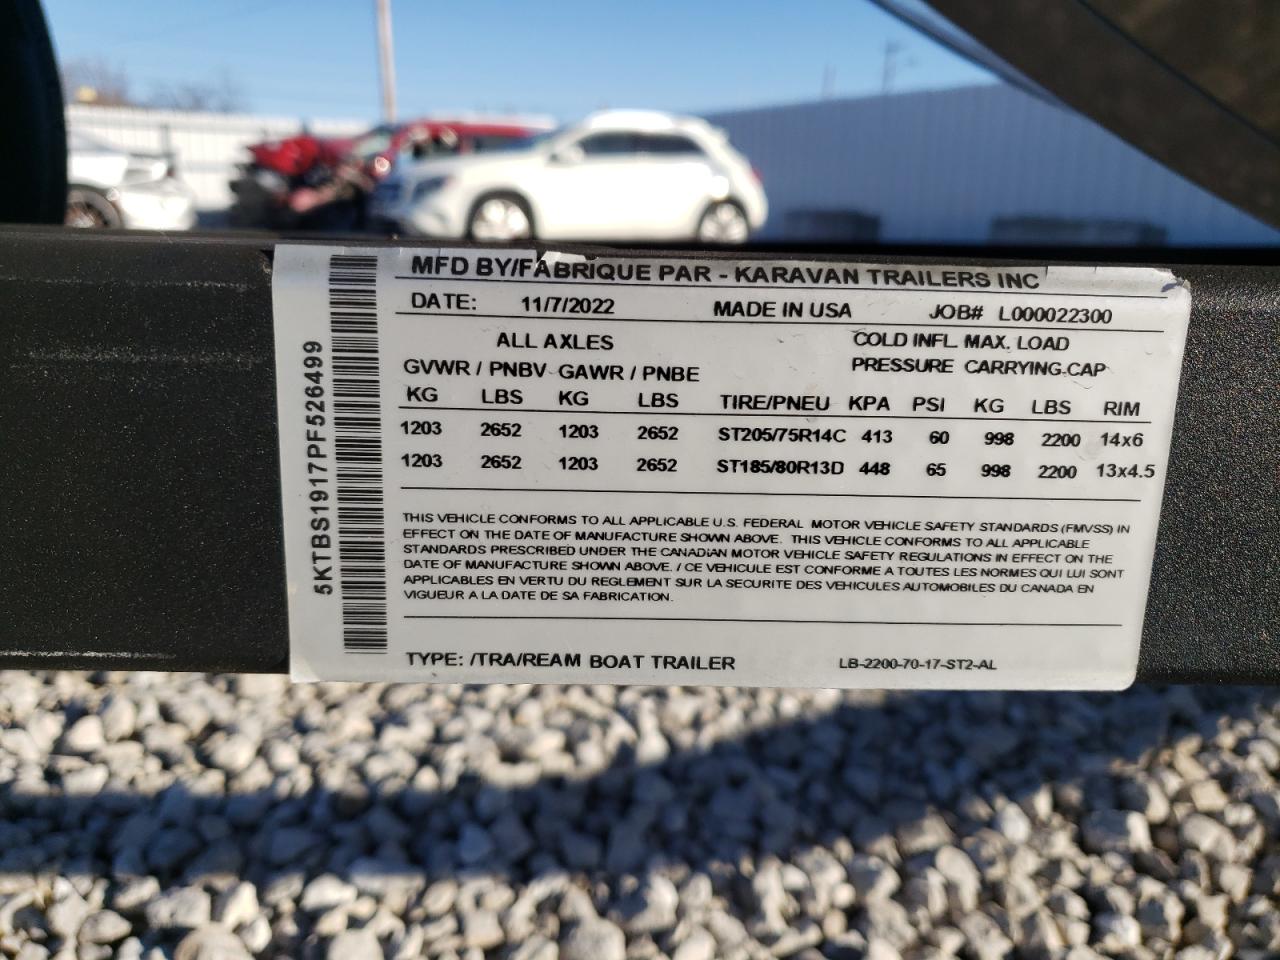 MFD BY/FABRIQUE PAR - KARAVAN TRAILERS INC
DATE: 11/7/2022 MADE IN USA JOB# L000022300
ALL AXLES COLD INFL. MAX. LOAD
GVWR / PNBV GAWR / PNBE PRESSURE CARRYING CAP
KG LBS KG LBS TIRE/PNEU KPA PSI KG LBS RIM
1203 2652 1203 2652 ST205/75R14C 413 60 998 2200 14x6
1203 2652 1203 2652 ST185/80R13D 448 65 998 2200 13x4.5
THIS VEHICLE CONFORMS TO ALL APPLICABLE U.S. FEDERAL MOTOR VEHICLE SAFETY STANDARDS (FMVSS) IN
EFFECT ON THE DATE OF MANUFACTURE SHOWN ABOVE. THIS VEHICLE CONFORMS TO ALL APPLICABLE
STANDARDS PRESCRIBED UNDER THE CANADIAN MOTOR VEHICLE SAFETY REGULATIONS IN EFFECT ON THE
DATE OF MANUFACTURE SHOWN ABOVE. / CE VEHICULE EST CONFORME A TOUTES LES NORMES QUI LUI SONT
APPLICABLES EN VERTU DU REGLEMENT SUR LA SECURITE DES VEHICULES AUTOMOBILES DU CANADA EN
VIGUEUR A LA DATE DE SA FABRICATION.
TYPE: /TRA/REAM BOAT TRAILER LB-2200-70-17-ST2-AL
5KTBS1917PF526499